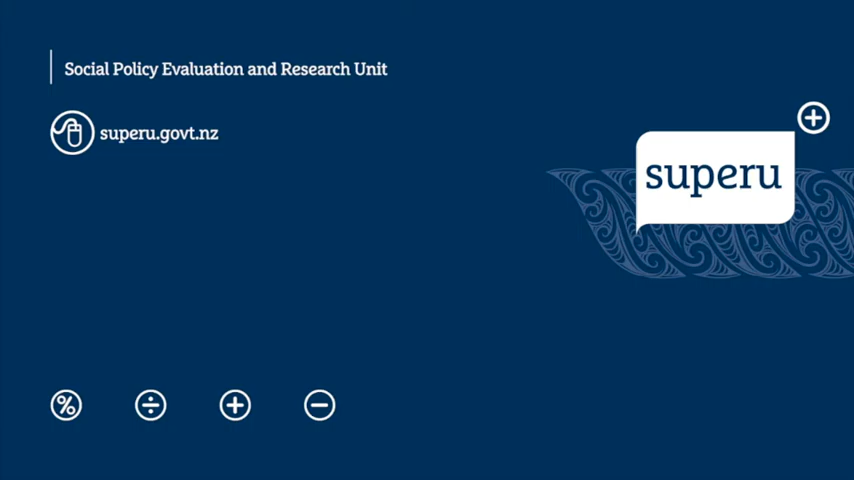 Social Policy Evaluation and Research Unit
superu.govt.nz
superu
% ÷ + −